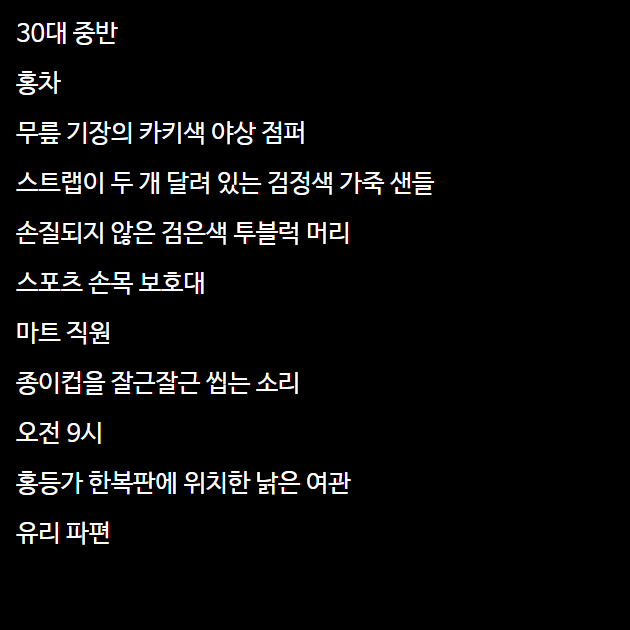 30대 중반
홍차
무릎 기장의 카키색 야상 점퍼
스트랩이 두 개 달려 있는 검정색 가죽 샌들
손질되지 않은 검은색 투블럭 머리
스포츠 손목 보호대
마트 직원
종이컵을 잘근잘근 씹는 소리
오전 9시
홍등가 한복판에 위치한 낡은 여관
유리 파편